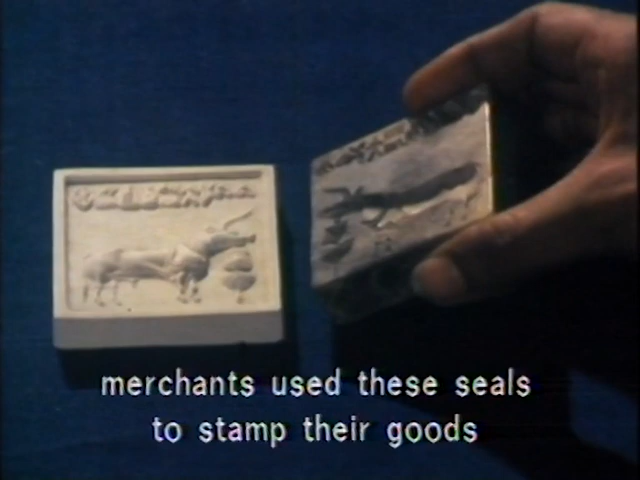 merchants used these seals
to stamp their goods